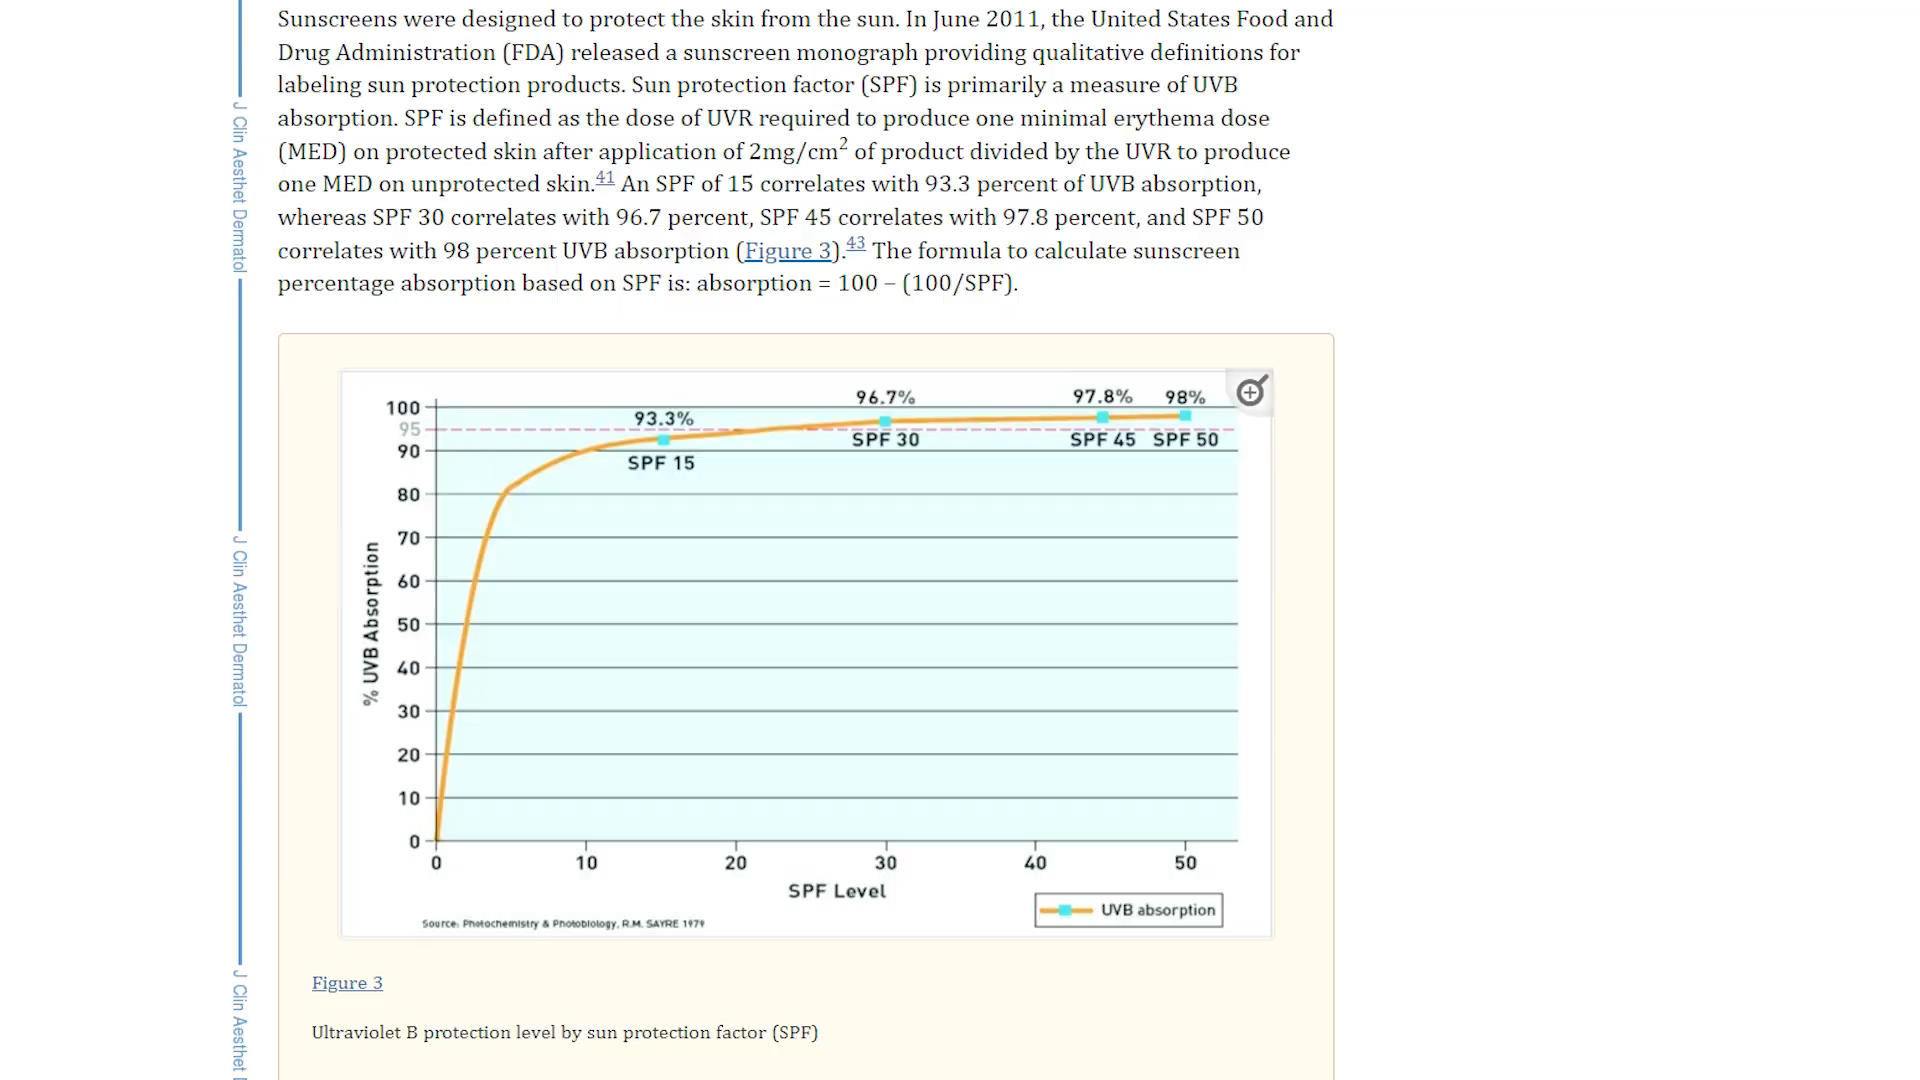 Sunscreens were designed to protect the skin from the sun. In June 2011, the United States Food and
Drug Administration (FDA) released a sunscreen monograph providing qualitative definitions for
labeling sun protection products. Sun protection factor (SPF) is primarily a measure of UVB
absorption. SPF is defined as the dose of UVR required to produce one minimal erythema dose
(MED) on protected skin after application of 2mg/cm² of product divided by the UVR to produce
one MED on unprotected skin.41 An SPF of 15 correlates with 93.3 percent of UVB absorption,
whereas SPF 30 correlates with 96.7 percent, SPF 45 correlates with 97.8 percent, and SPF 50
correlates with 98 percent UVB absorption (Figure 3).43 The formula to calculate sunscreen
percentage absorption based on SPF is: absorption = 100 – (100/SPF).
J Clin Aesthet Dermatol
J Clin Aesthet Dermatol
J Clin Aesthet D
93.3%
96.7%
97.8%
98%
SPF 15
SPF 30
SPF 45
SPF 50
% UVB Absorption
100
95
90
80
70
60
50
40
30
20
10
0
0 10 20 30 40 50
SPF Level
UVB absorption
Source: Photochemistry & Photobiology, R.M. SAYRE 1979
Figure 3
Ultraviolet B protection level by sun protection factor (SPF)